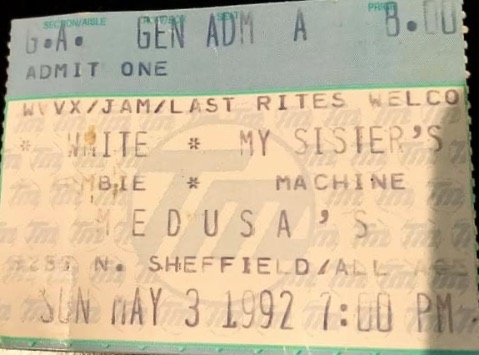 SECTION/AISLE ROW/BOX SEAT PRICE
G.A. GEN ADM A 8.00
ADMIT ONE
WVVX/JAM/LAST RITES WELCO
* WHITE * MY SISTER'S
MBIE * MACHINE
MEDUSA'S
N. SHEFFIELD/ALL AGE
SUN MAY 3 1992 7:00 PM